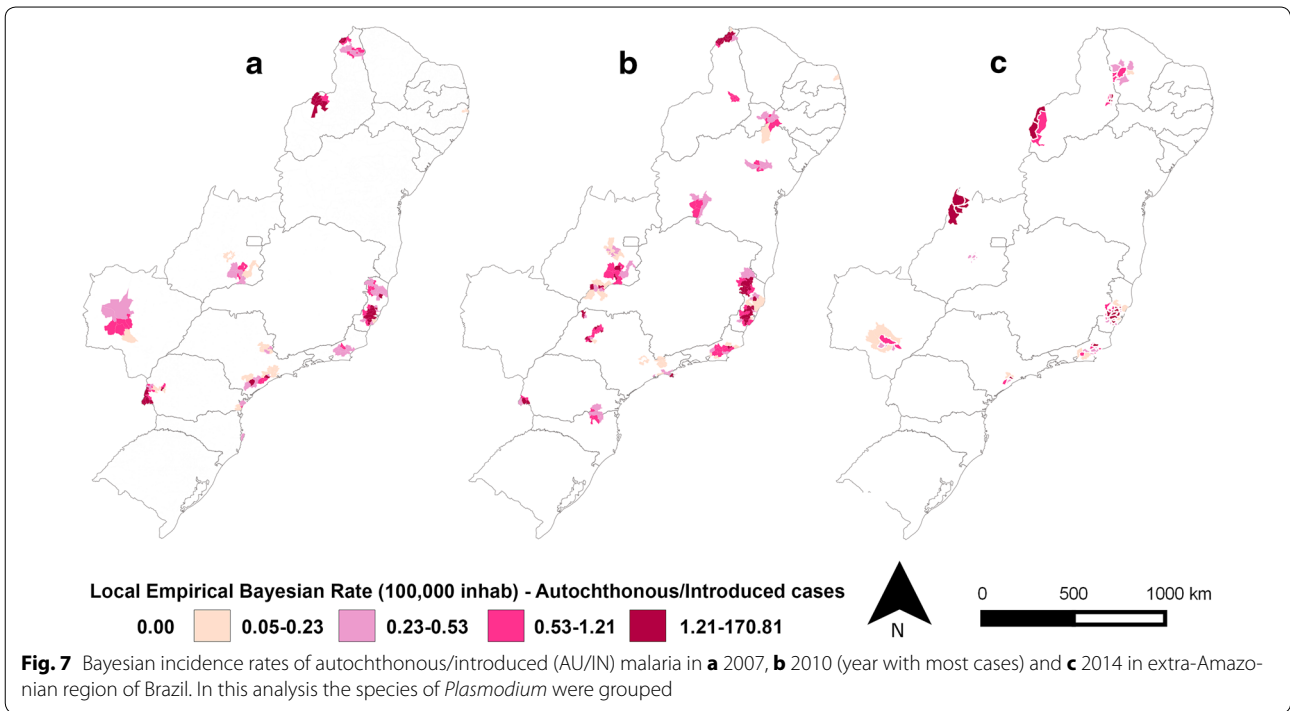 a
b
c
Local Empirical Bayesian Rate (100,000 inhab) - Autochthonous/Introduced cases
0.00 0.05-0.23 0.23-0.53 0.53-1.21 1.21-170.81
N
0 500 1000 km
Fig. 7 Bayesian incidence rates of autochthonous/introduced (AU/IN) malaria in a 2007, b 2010 (year with most cases) and c 2014 in extra-Amazo-
nian region of Brazil. In this analysis the species of Plasmodium were grouped